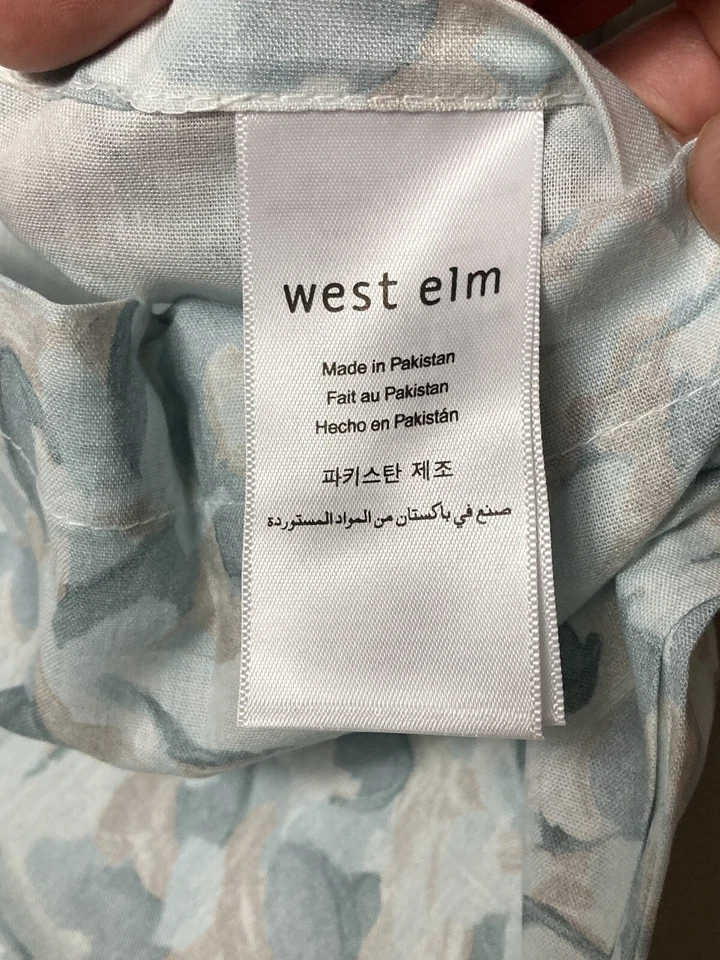 west elm
Made in Pakistan
Fait au Pakistan
Hecho en Pakistán
파키스탄 제조
صنع في باكستان من المواد المستوردة